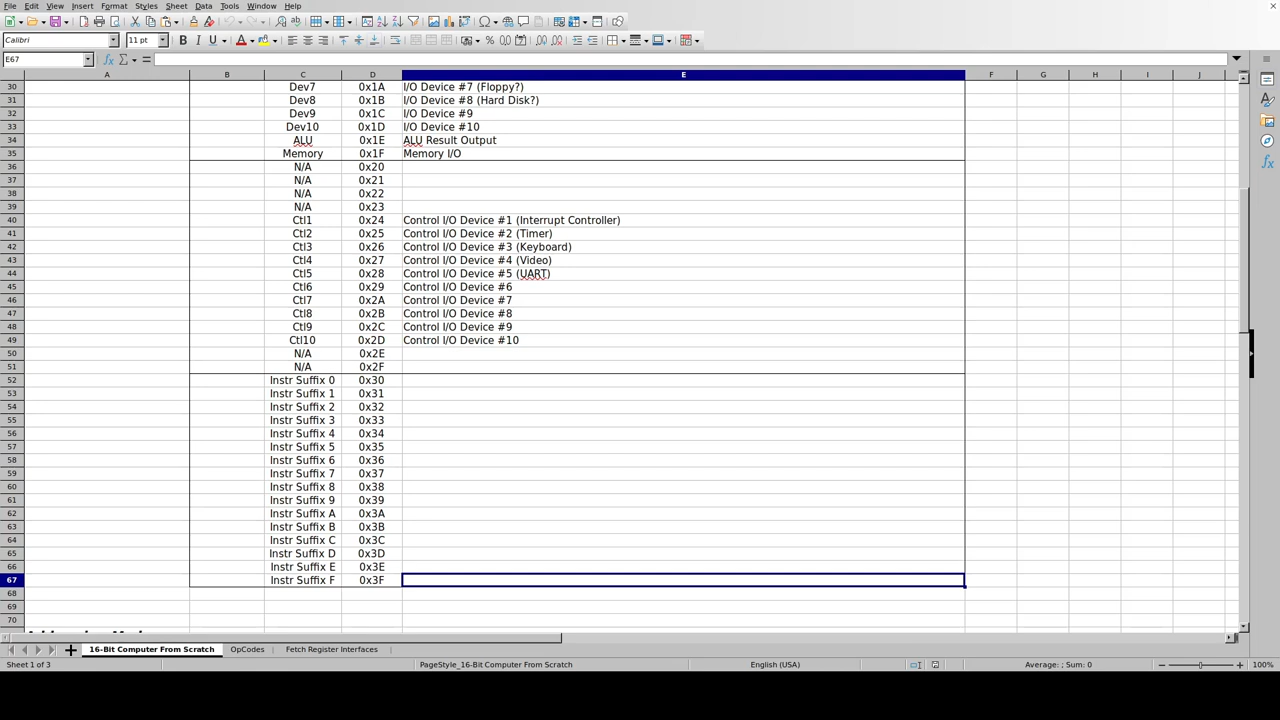 File Edit View Insert Format Styles Sheet Data Tools Window Help
Calibri 11 pt
E67
A B C D E F G H I J
30 Dev7 0x1A I/O Device #7 (Floppy?)
31 Dev8 0x1B I/O Device #8 (Hard Disk?)
32 Dev9 0x1C I/O Device #9
33 Dev10 0x1D I/O Device #10
34 ALU 0x1E ALU Result Output
35 Memory 0x1F Memory I/O
36 N/A 0x20
37 N/A 0x21
38 N/A 0x22
39 N/A 0x23
40 Ctl1 0x24 Control I/O Device #1 (Interrupt Controller)
41 Ctl2 0x25 Control I/O Device #2 (Timer)
42 Ctl3 0x26 Control I/O Device #3 (Keyboard)
43 Ctl4 0x27 Control I/O Device #4 (Video)
44 Ctl5 0x28 Control I/O Device #5 (UART)
45 Ctl6 0x29 Control I/O Device #6
46 Ctl7 0x2A Control I/O Device #7
47 Ctl8 0x2B Control I/O Device #8
48 Ctl9 0x2C Control I/O Device #9
49 Ctl10 0x2D Control I/O Device #10
50 N/A 0x2E
51 N/A 0x2F
52 Instr Suffix 0 0x30
53 Instr Suffix 1 0x31
54 Instr Suffix 2 0x32
55 Instr Suffix 3 0x33
56 Instr Suffix 4 0x34
57 Instr Suffix 5 0x35
58 Instr Suffix 6 0x36
59 Instr Suffix 7 0x37
60 Instr Suffix 8 0x38
61 Instr Suffix 9 0x39
62 Instr Suffix A 0x3A
63 Instr Suffix B 0x3B
64 Instr Suffix C 0x3C
65 Instr Suffix D 0x3D
66 Instr Suffix E 0x3E
67 Instr Suffix F 0x3F
68
69
70
16-Bit Computer From Scratch OpCodes Fetch Register Interfaces
Sheet 1 of 3 PageStyle_16-Bit Computer From Scratch English (USA) Average: ; Sum: 0 100%